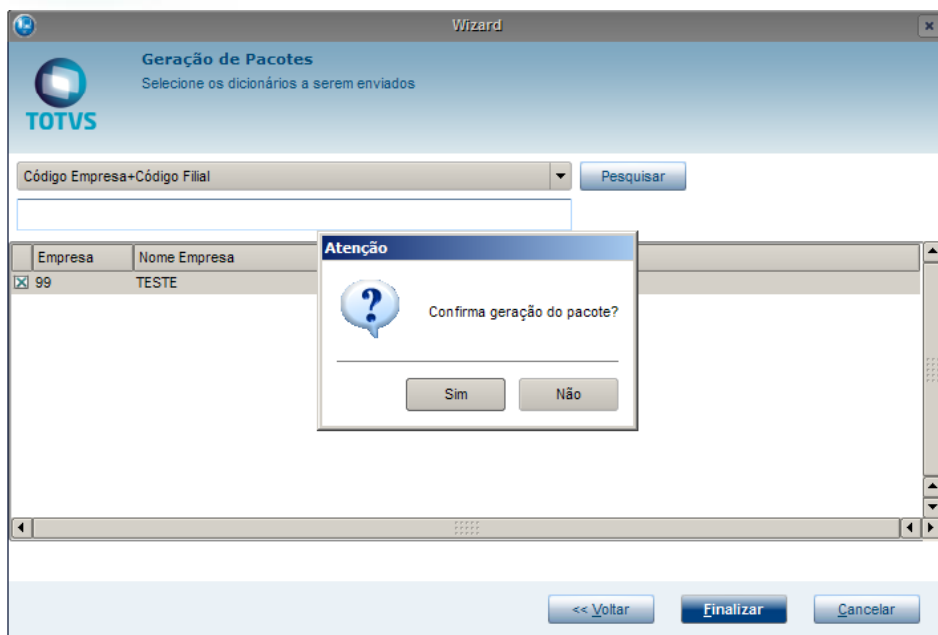 Wizard
Geração de Pacotes
Selecione os dicionários a serem enviados
TOTVS
Código Empresa+Código Filial
Pesquisar
Empresa Nome Empresa
99 TESTE
Atenção
?
Confirma geração do pacote?
Sim Não
<< Voltar Finalizar Cancelar